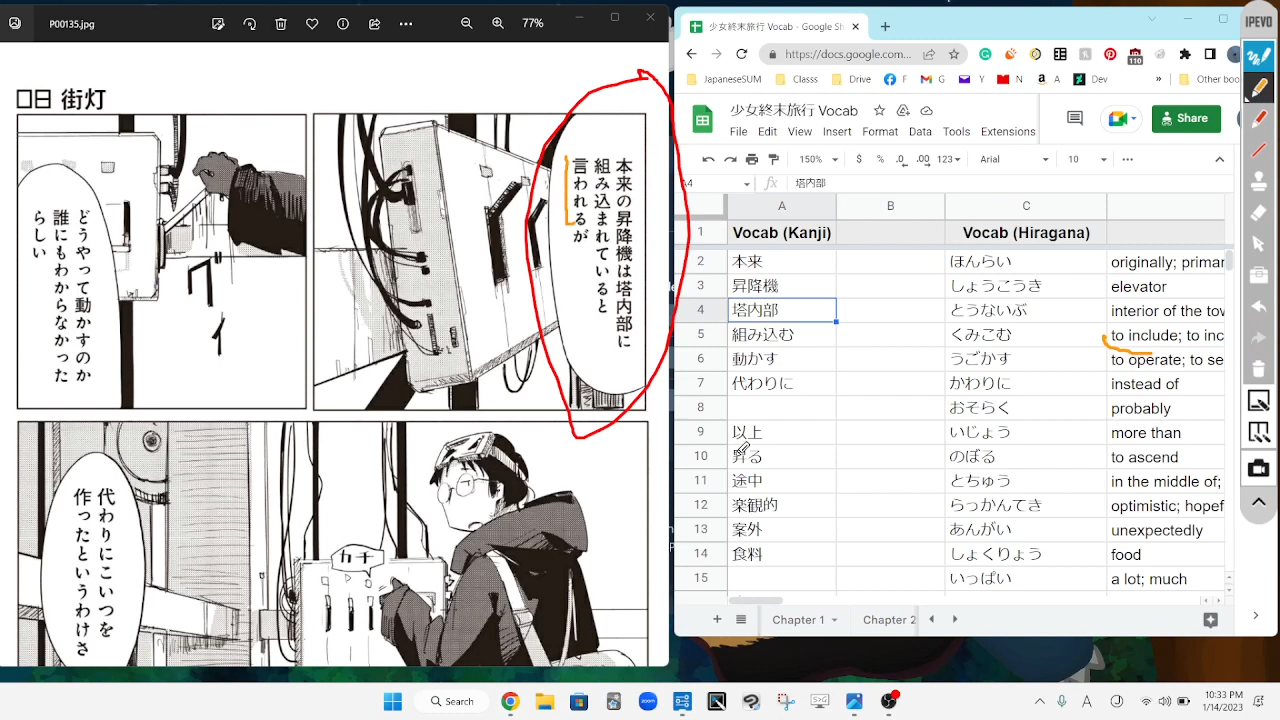 P00135.jpg
77%
08 街灯
本来の昇降機は塔内部に
組み込まれていると
言われるが
どうやって動かすのか
誰にもわからなかった
らしい
グ
イ
代わりにこいつを
作ったというわけさ
カチ
少女終末旅行 Vocab - Google Sh
https://docs.google.com...
110
JapaneseSUM
Classs
Drive
F
G
Y
N
A
Dev
»
Other boo
少女終末旅行 Vocab
Share
File Edit View Insert Format Data Tools Extensions
150% $ % .0 .00 123 Arial 10
A4
fx 塔内部
A B C
1 Vocab (Kanji) Vocab (Hiragana)
2 本来 ほんらい originally; primar
3 昇降機 しょうこうき elevator
4 塔内部 とうないぶ interior of the tow
5 組み込む くみこむ to include; to inc
6 動かす うごかす to operate; to se
7 代わりに かわりに instead of
8 おそらく probably
9 以上 いじょう more than
10 昇る のぼる to ascend
11 途中 とちゅう in the middle of;
12 楽観的 らっかんてき optimistic; hopef
13 案外 あんがい unexpectedly
14 食料 しょくりょう food
15 いっぱい a lot; much
Chapter 1 Chapter 2
IPEVO
Search
zoom
A
10:33 PM
1/14/2023